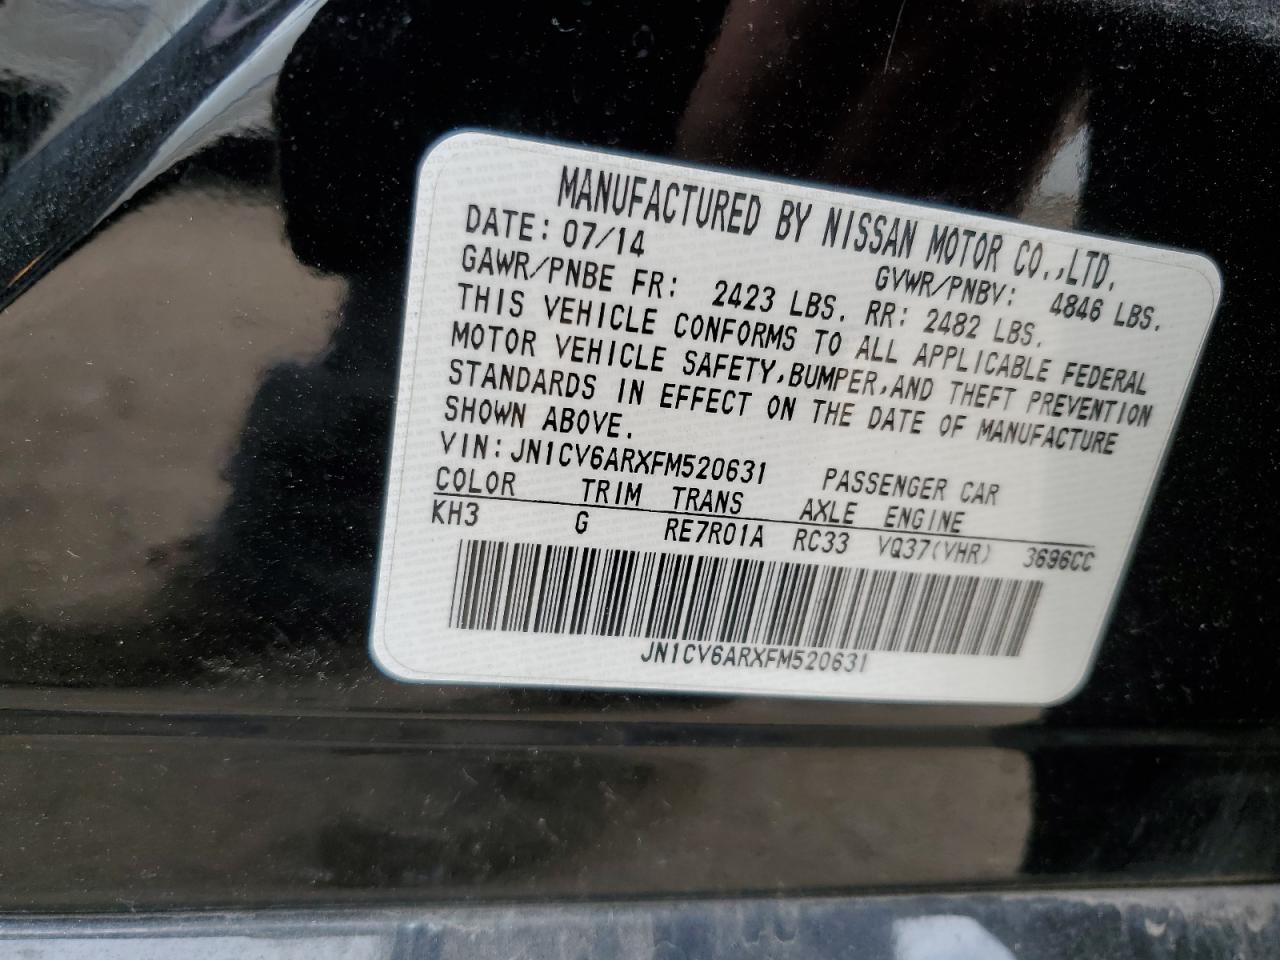 MANUFACTURED BY NISSAN MOTOR CO.,LTD.
DATE: 07/14 GVWR/PNBV: 4846 LBS.
GAWR/PNBE FR: 2423 LBS. RR: 2482 LBS.
THIS VEHICLE CONFORMS TO ALL APPLICABLE FEDERAL
MOTOR VEHICLE SAFETY,BUMPER,AND THEFT PREVENTION
STANDARDS IN EFFECT ON THE DATE OF MANUFACTURE
SHOWN ABOVE.
VIN: JN1CV6ARXFM520631 PASSENGER CAR
COLOR TRIM TRANS AXLE ENGINE
KH3 G RE7R01A RC33 VQ37(VHR) 3696CC
JN1CV6ARXFM520631